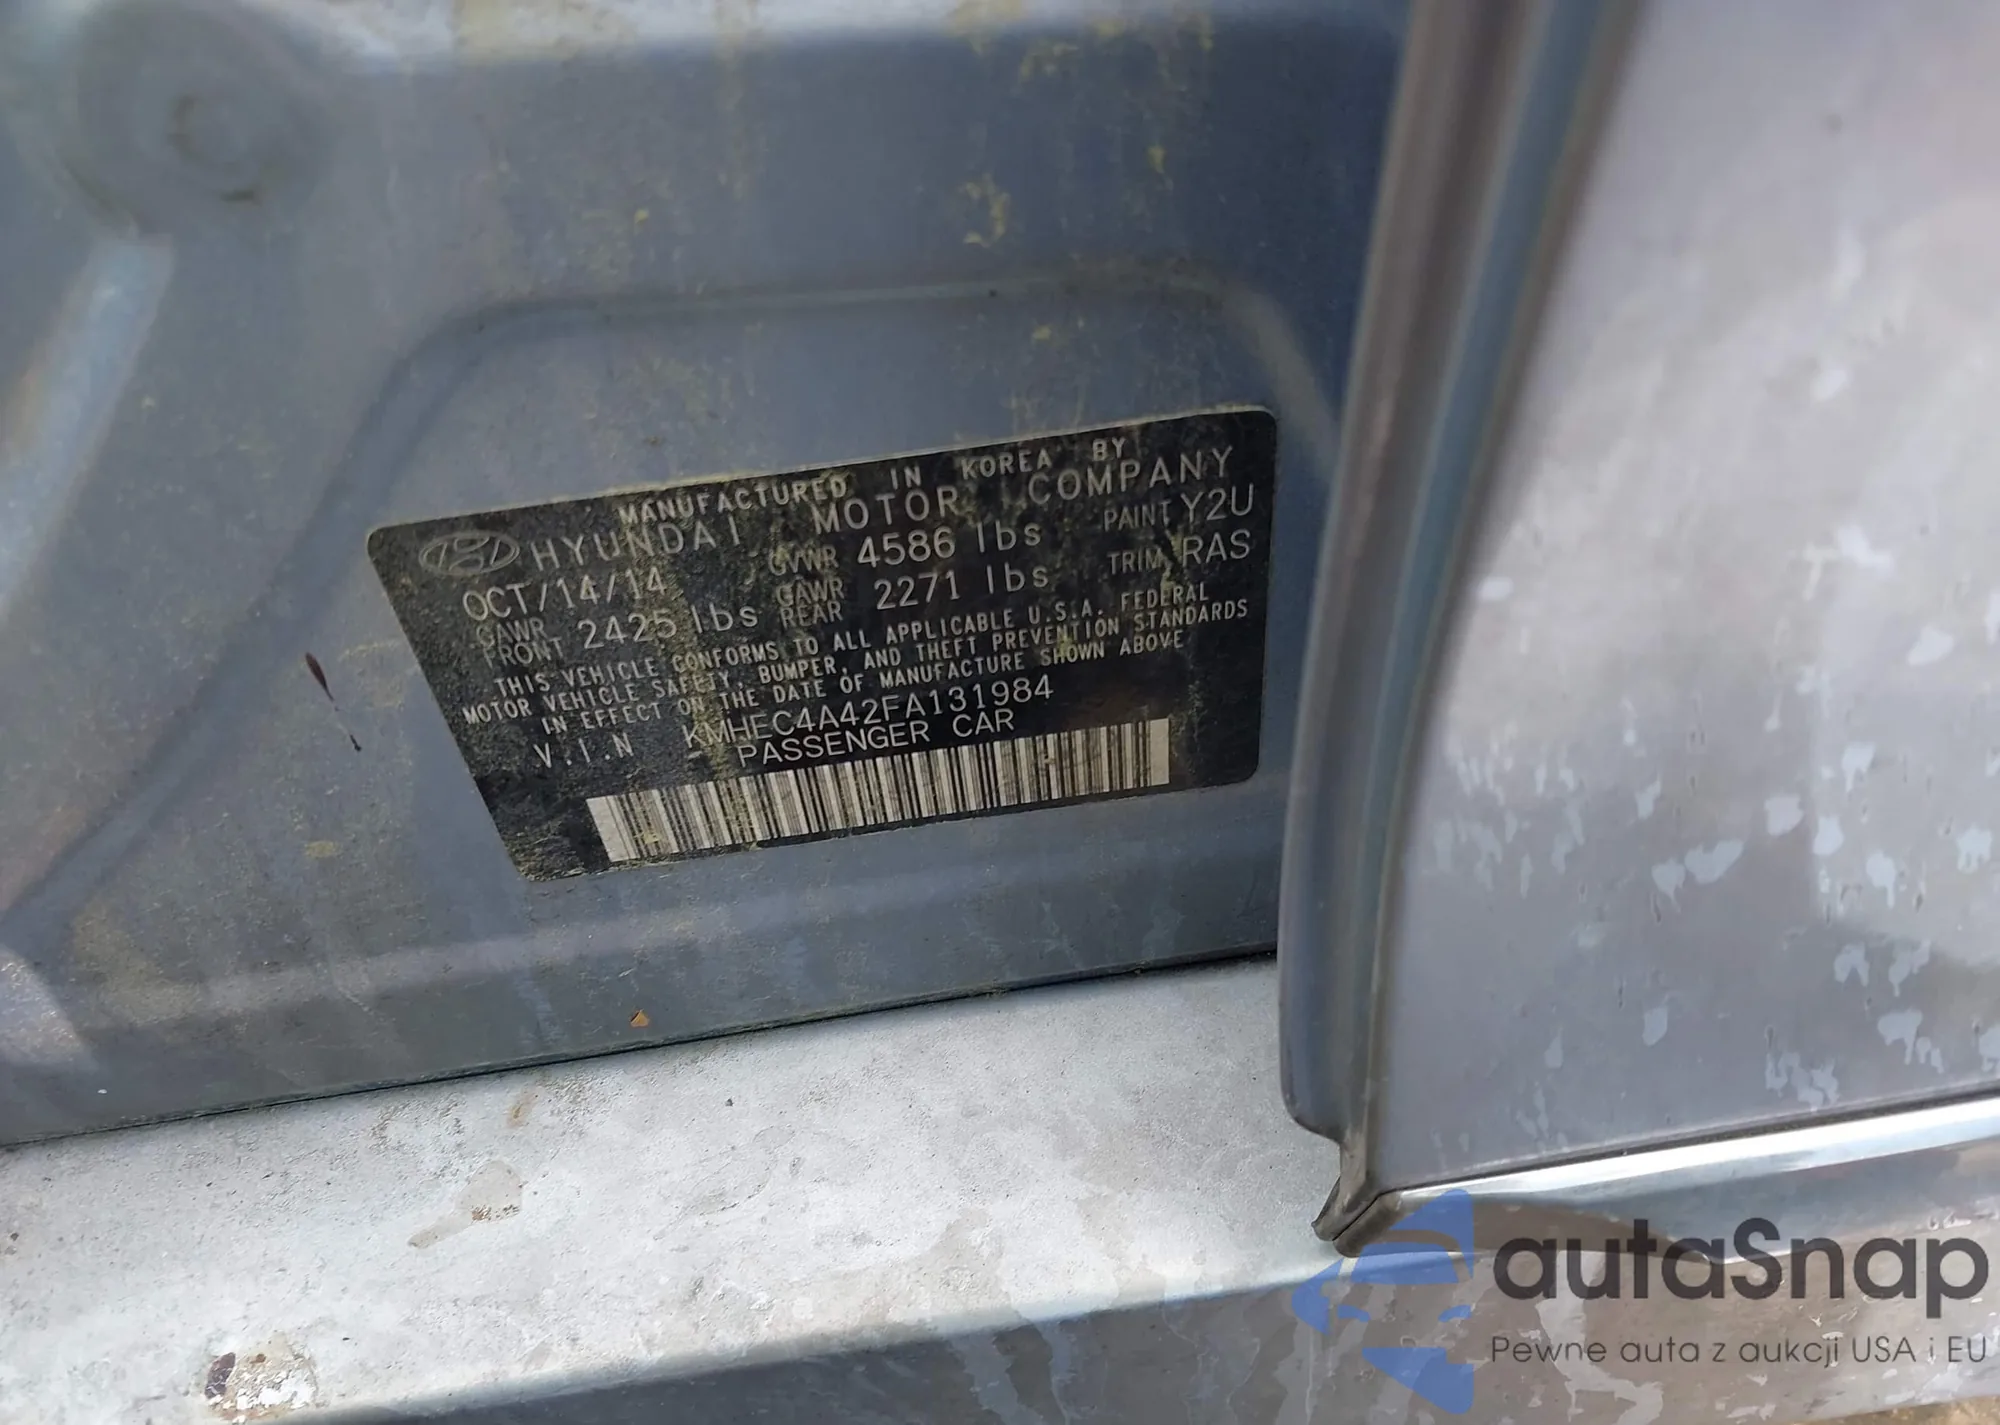 MANUFACTURED IN KOREA BY
HYUNDAI MOTOR COMPANY
OCT/14/14 GVWR 4586 lbs PAINT Y2U
GAWR FRONT 2425 lbs GAWR REAR 2271 lbs TRIM RAS
THIS VEHICLE CONFORMS TO ALL APPLICABLE U.S.A. FEDERAL
MOTOR VEHICLE SAFETY, BUMPER, AND THEFT PREVENTION STANDARDS
IN EFFECT ON THE DATE OF MANUFACTURE SHOWN ABOVE
V.I.N KMHEC4A42FA131984
PASSENGER CAR
autaSnap
Pewne auta z aukcji USA i EU